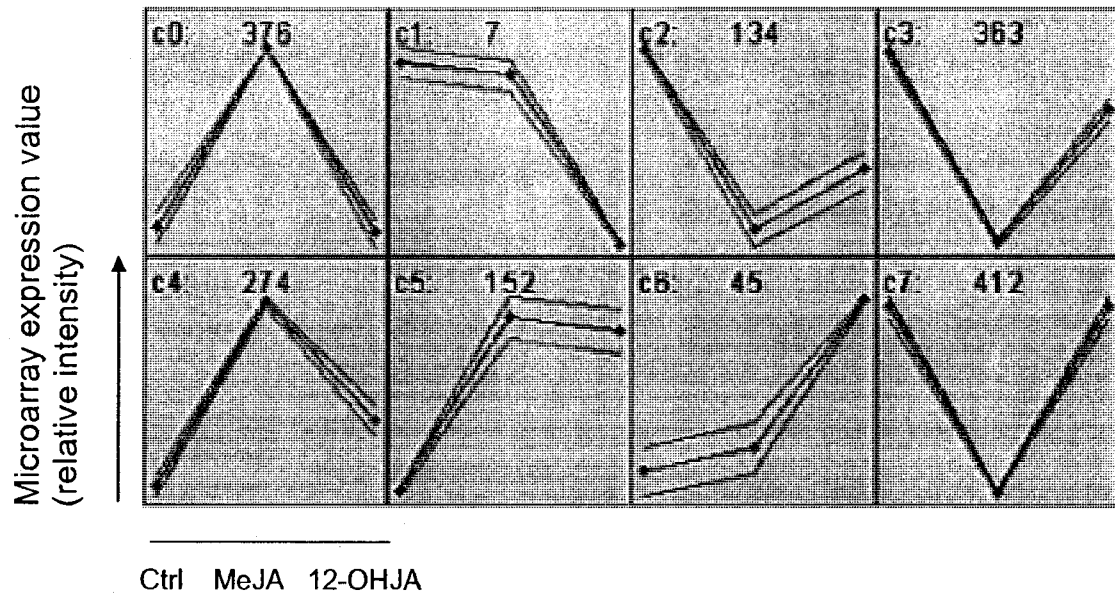 Microarray expression value
(relative intensity)
c0: 376
c1: 7
c2: 134
c3: 363
c4: 274
c5: 152
c6: 45
c7: 412
Ctrl MeJA 12-OHJA